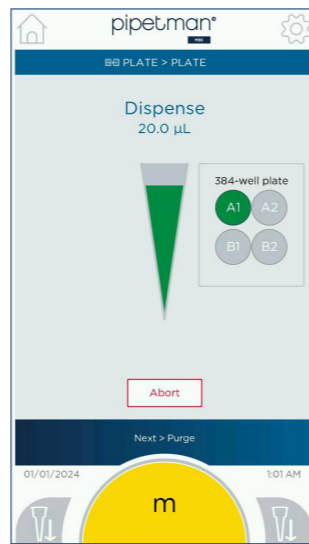 pipetman®
PLATE > PLATE
Dispense
20.0 µL
384-well plate
A1 A2
B1 B2
Abort
Next > Purge
01/01/2024 1:01 AM
m